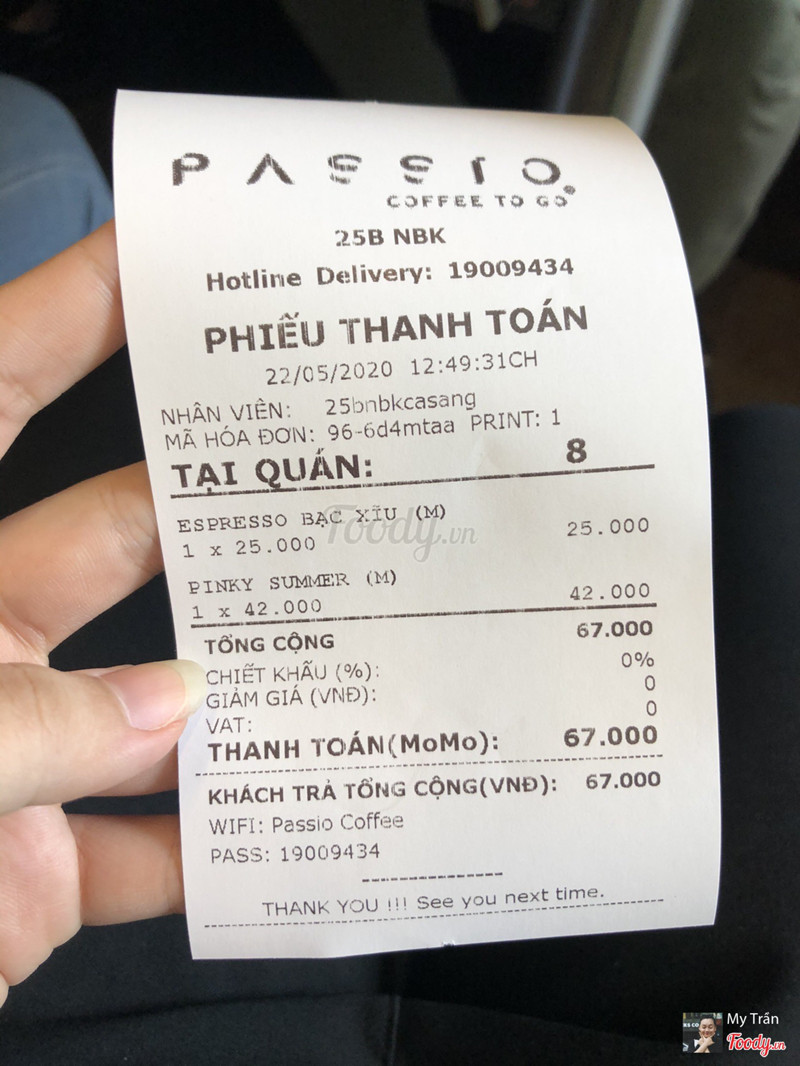 PASSIO
COFFEE TO GO
25B NBK
Hotline Delivery: 19009434
PHIẾU THANH TOÁN
22/05/2020 12:49:31CH
NHÂN VIÊN: 25bnbkcasang
MÃ HÓA ĐƠN: 96-6d4mtaa PRINT: 1
TẠI QUÁN: 8
ESPRESSO BẠC XĨU (M)
1 x 25.000 25.000
PINKY SUMMER (M)
1 x 42.000 42.000
TỔNG CỘNG 67.000
CHIẾT KHẤU (%): 0%
GIẢM GIÁ (VNĐ): 0
VAT: 0
THANH TOÁN(MoMo): 67.000
KHÁCH TRẢ TỔNG CỘNG(VNĐ): 67.000
WIFI: Passio Coffee
PASS: 19009434
THANK YOU !!! See you next time.
Foody.vn
My Trần
Foody.vn